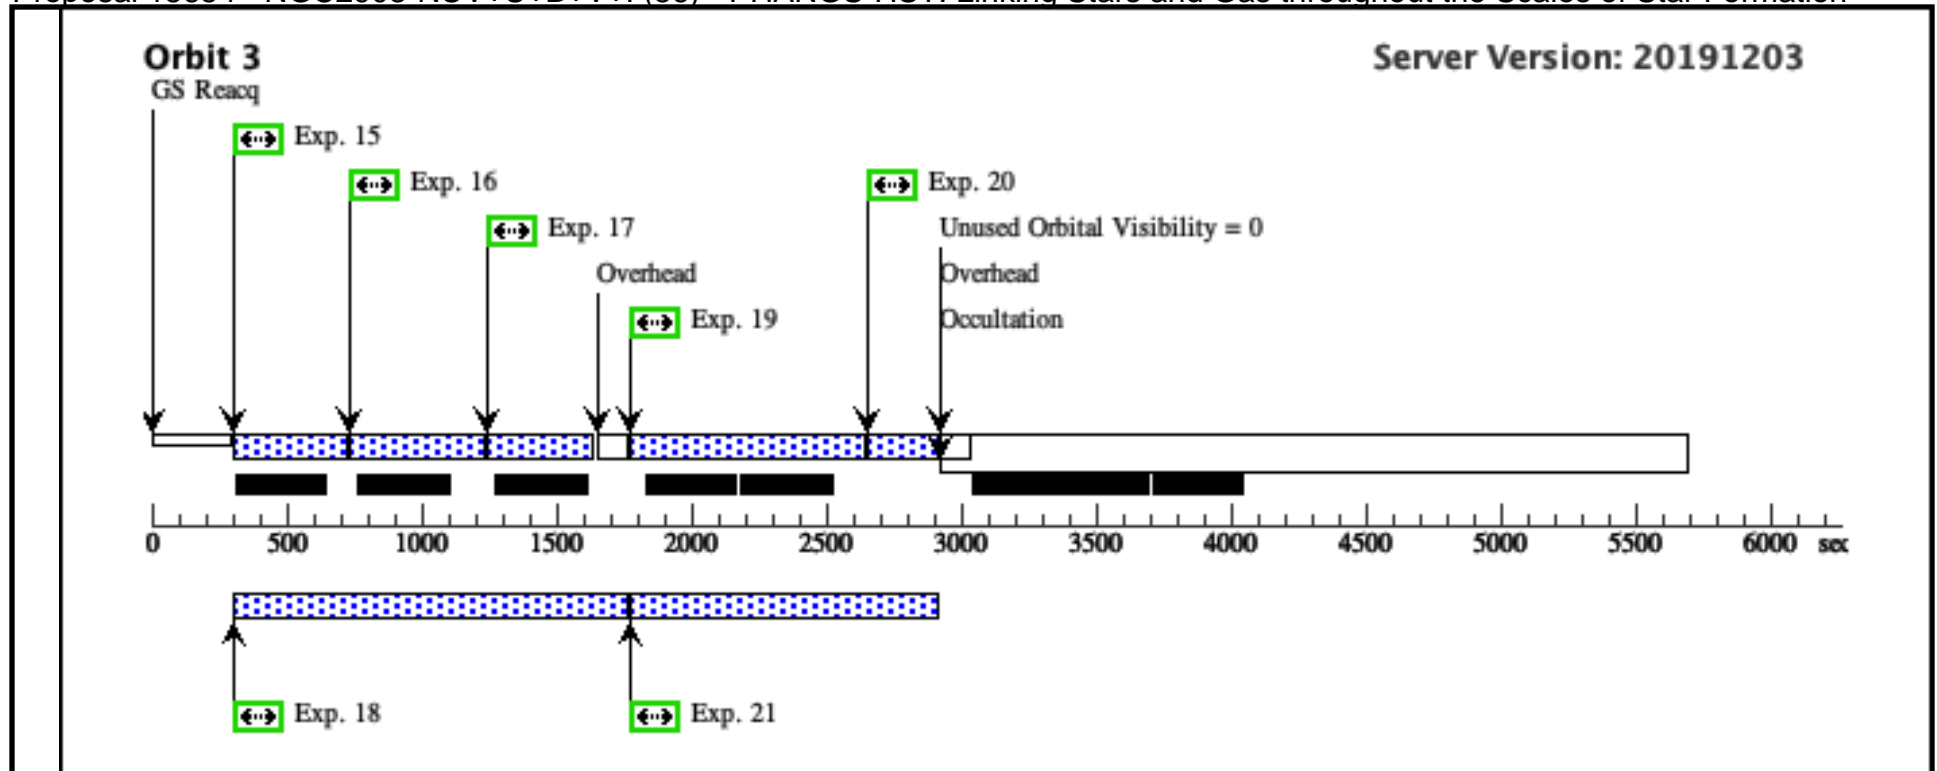 Orbit 3
Server Version: 20191203
GS Reacq
Exp. 15
Exp. 16
Exp. 20
Exp. 17
Unused Orbital Visibility = 0
Overhead
Overhead
Exp. 19
Occultation
0 500 1000 1500 2000 2500 3000 3500 4000 4500 5000 5500 6000 sec
Exp. 18
Exp. 21